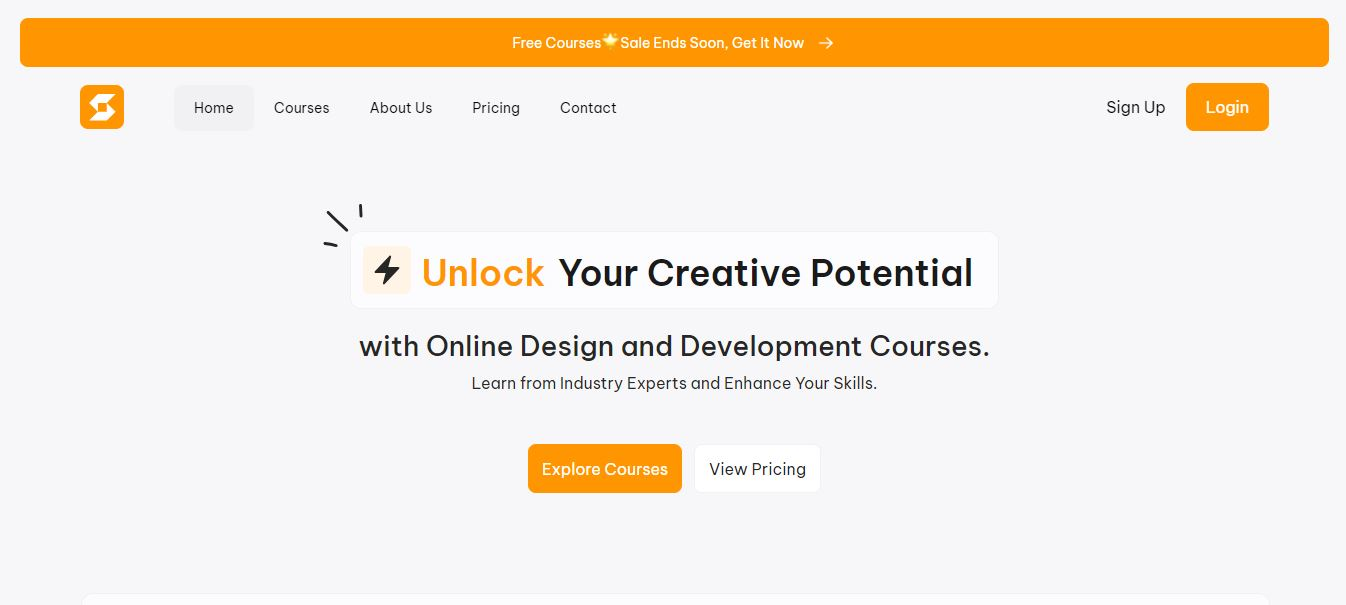 Free Courses🌟Sale Ends Soon, Get It Now
Home Courses About Us Pricing Contact Sign Up Login
Unlock Your Creative Potential
with Online Design and Development Courses.
Learn from Industry Experts and Enhance Your Skills.
Explore Courses View Pricing